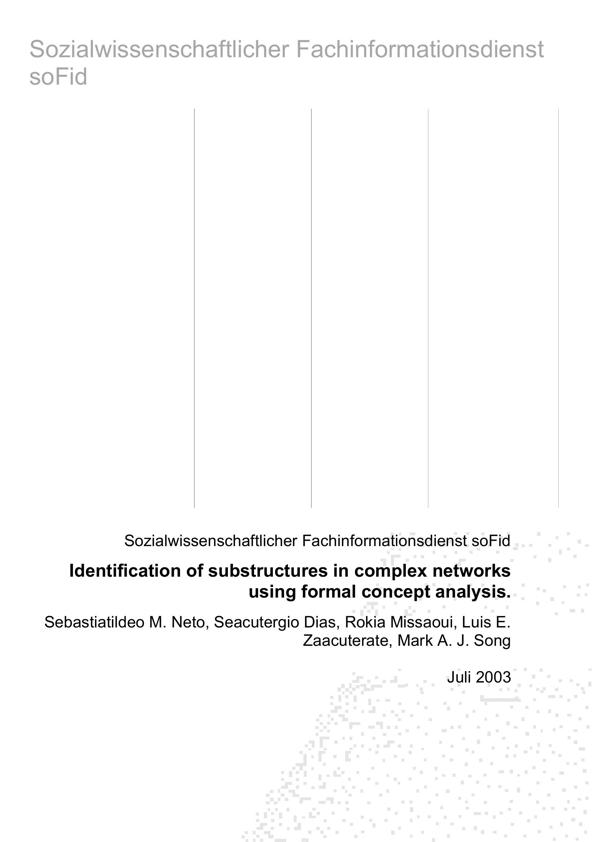 Sozialwissenschaftlicher Fachinformationsdienst
soFid
Sozialwissenschaftlicher Fachinformationsdienst soFid
Identification of substructures in complex networks
using formal concept analysis.
Sebastiatildeo M. Neto, Seacutergio Dias, Rokia Missaoui, Luis E.
Zaacuterate, Mark A. J. Song
Juli 2003